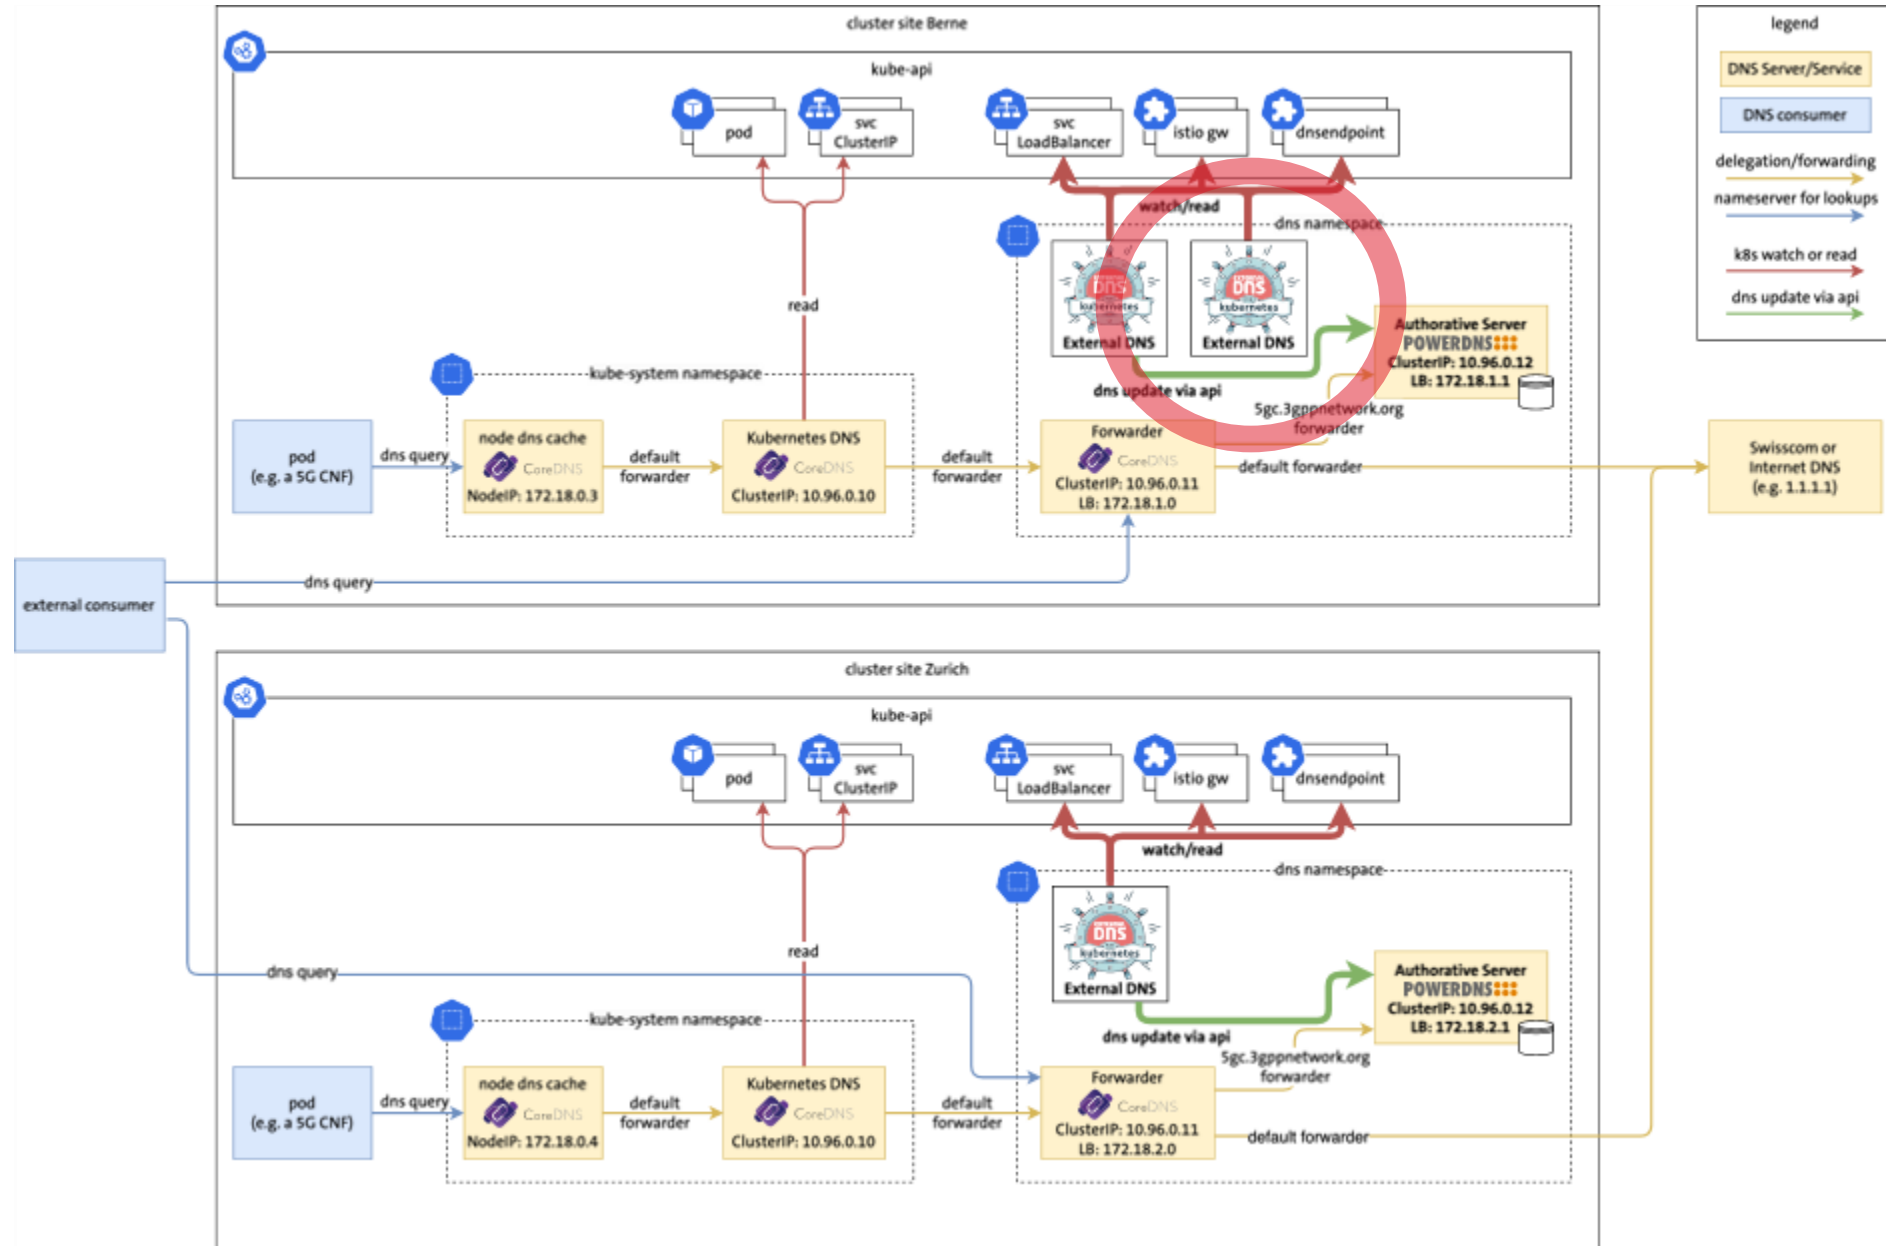 cluster site Berne
kube-api
pod
svc
ClusterIP
svc
LoadBalancer
istio gw
dnsendpoint
watch/read
dns namespace
DNS
kubernetes
External DNS
DNS
kubernetes
External DNS
read
Authorative Server
POWERDNS
ClusterIP: 10.96.0.12
LB: 172.18.1.1
dns update via api
5gc.3gppnetwork.org
forwarder
kube-system namespace
pod
(e.g. a 5G CNF)
dns query
node dns cache
CoreDNS
NodeIP: 172.18.0.3
default
forwarder
Kubernetes DNS
CoreDNS
ClusterIP: 10.96.0.10
default
forwarder
Forwarder
CoreDNS
ClusterIP: 10.96.0.11
LB: 172.18.1.0
default forwarder
Swisscom or
Internet DNS
(e.g. 1.1.1.1)
legend
DNS Server/Service
DNS consumer
delegation/forwarding
nameserver for lookups
k8s watch or read
dns update via api
external consumer
dns query
cluster site Zurich
kube-api
pod
svc
ClusterIP
svc
LoadBalancer
istio gw
dnsendpoint
watch/read
dns namespace
DNS
kubernetes
External DNS
read
dns query
Authorative Server
POWERDNS
ClusterIP: 10.96.0.12
LB: 172.18.2.1
dns update via api
5gc.3gppnetwork.org
forwarder
kube-system namespace
pod
(e.g. a 5G CNF)
dns query
node dns cache
CoreDNS
NodeIP: 172.18.0.4
default
forwarder
Kubernetes DNS
CoreDNS
ClusterIP: 10.96.0.10
default
forwarder
Forwarder
CoreDNS
ClusterIP: 10.96.0.11
LB: 172.18.2.0
default forwarder